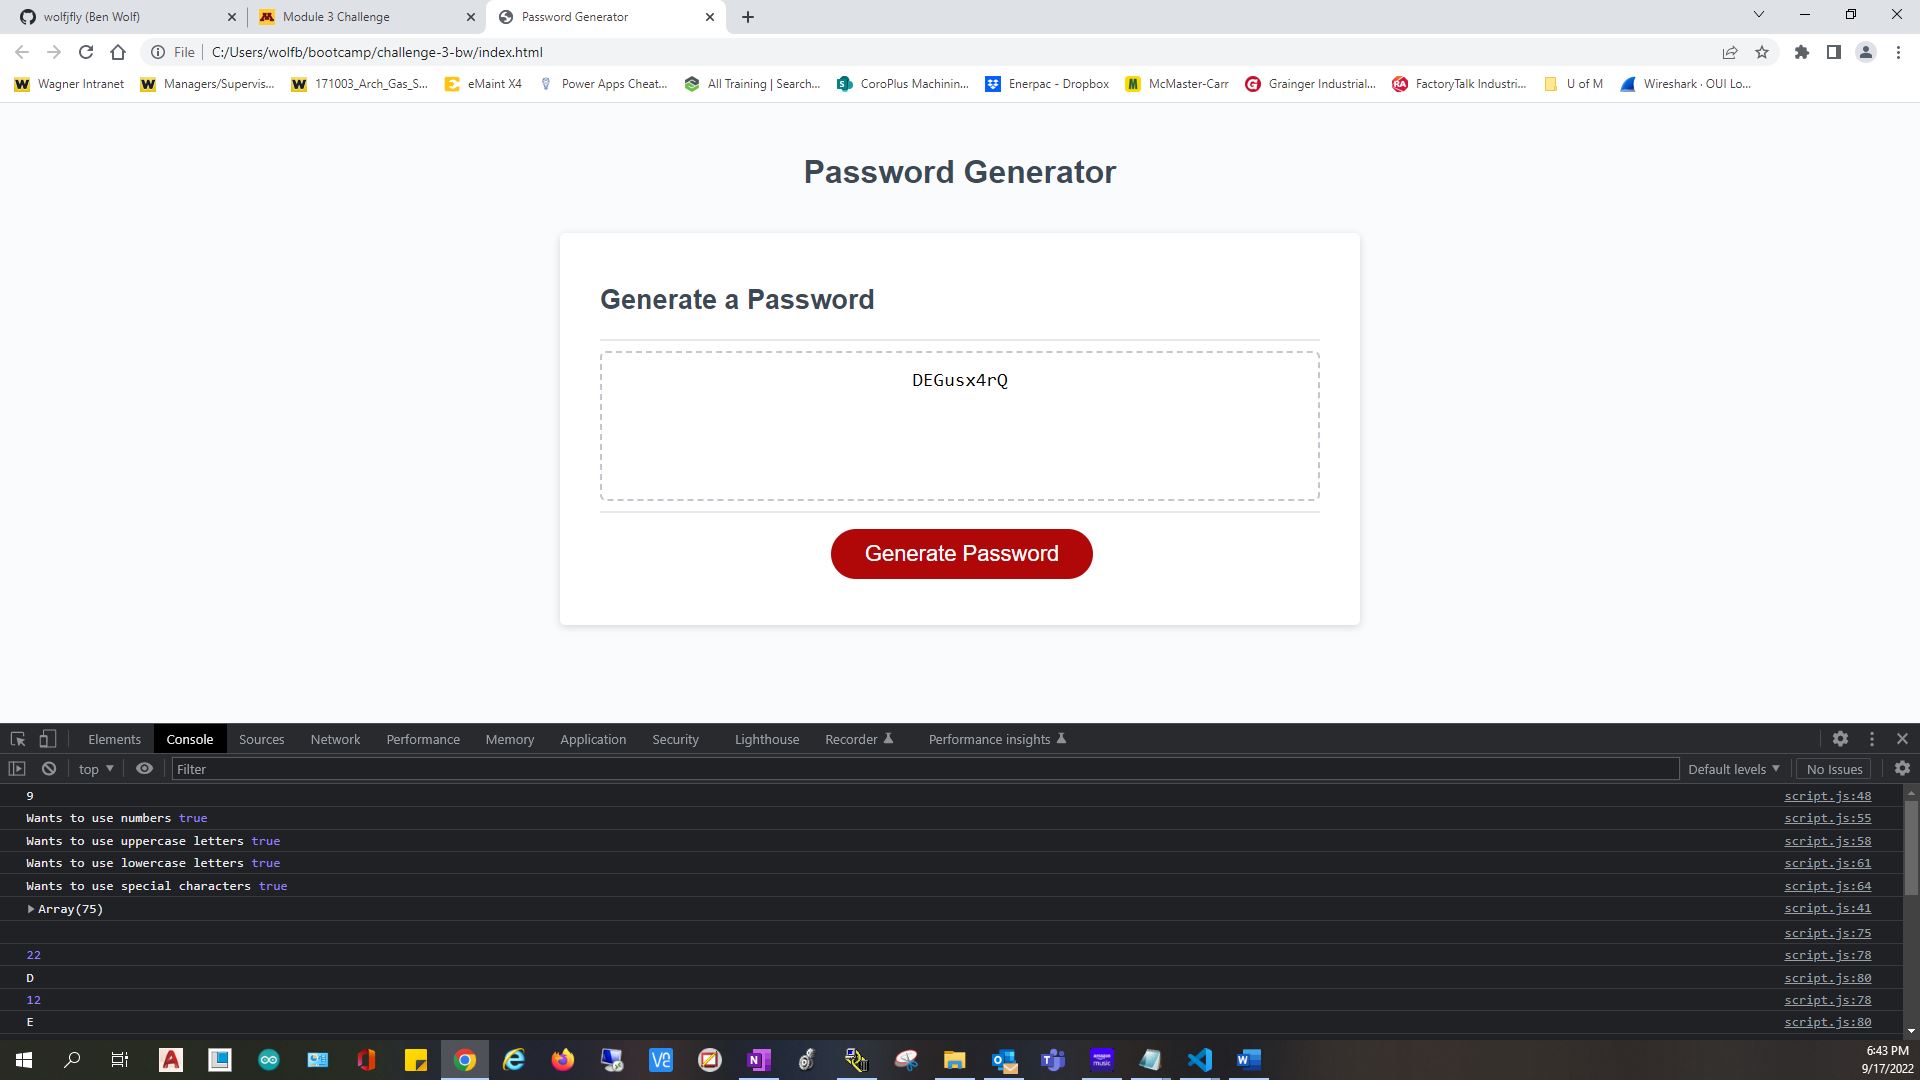 wolfjfly (Ben Wolf)
Module 3 Challenge
Password Generator
File
C:/Users/wolfb/bootcamp/challenge-3-bw/index.html
Wagner Intranet
Managers/Supervis...
171003_Arch_Gas_S...
eMaint X4
Power Apps Cheat...
All Training | Search...
CoroPlus Machinin...
Enerpac - Dropbox
McMaster-Carr
Grainger Industrial...
FactoryTalk Industri...
U of M
Wireshark · OUI Lo...
Password Generator
Generate a Password
DEGusx4rQ
Generate Password
Elements
Console
Sources
Network
Performance
Memory
Application
Security
Lighthouse
Recorder
Performance insights
top
Filter
Default levels
No Issues
9 script.js:48
Wants to use numbers true script.js:55
Wants to use uppercase letters true script.js:58
Wants to use lowercase letters true script.js:61
Wants to use special characters true script.js:64
Array(75) script.js:41
script.js:75
22 script.js:78
D script.js:80
12 script.js:78
E script.js:80
6:43 PM
9/17/2022